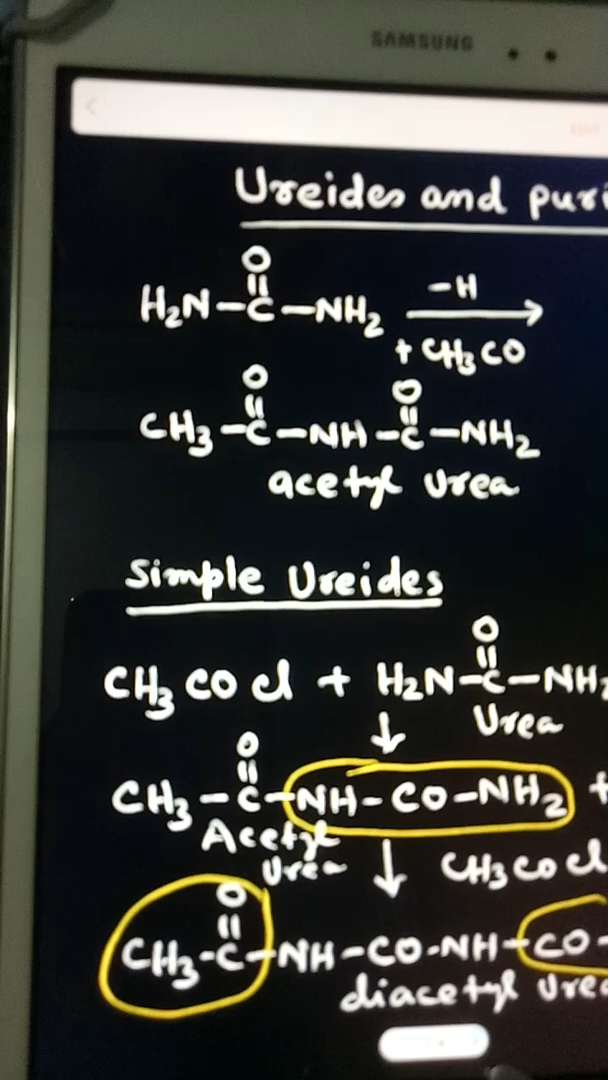 SAMSUNG
Ureides and puri
O
H₂N-C-NH₂ -H
+ CH₃CO
O O
CH₃-C-NH-C-NH₂
acetyl urea
Simple Ureides
O
CH₃COCl + H₂N-C-NH₂
↓ Urea
O
CH₃-C-NH-CO-NH₂ +
Acetyl
Urea ↓ CH₃COCl
O
CH₃-C-NH-CO-NH-CO-
diacetyl Urea